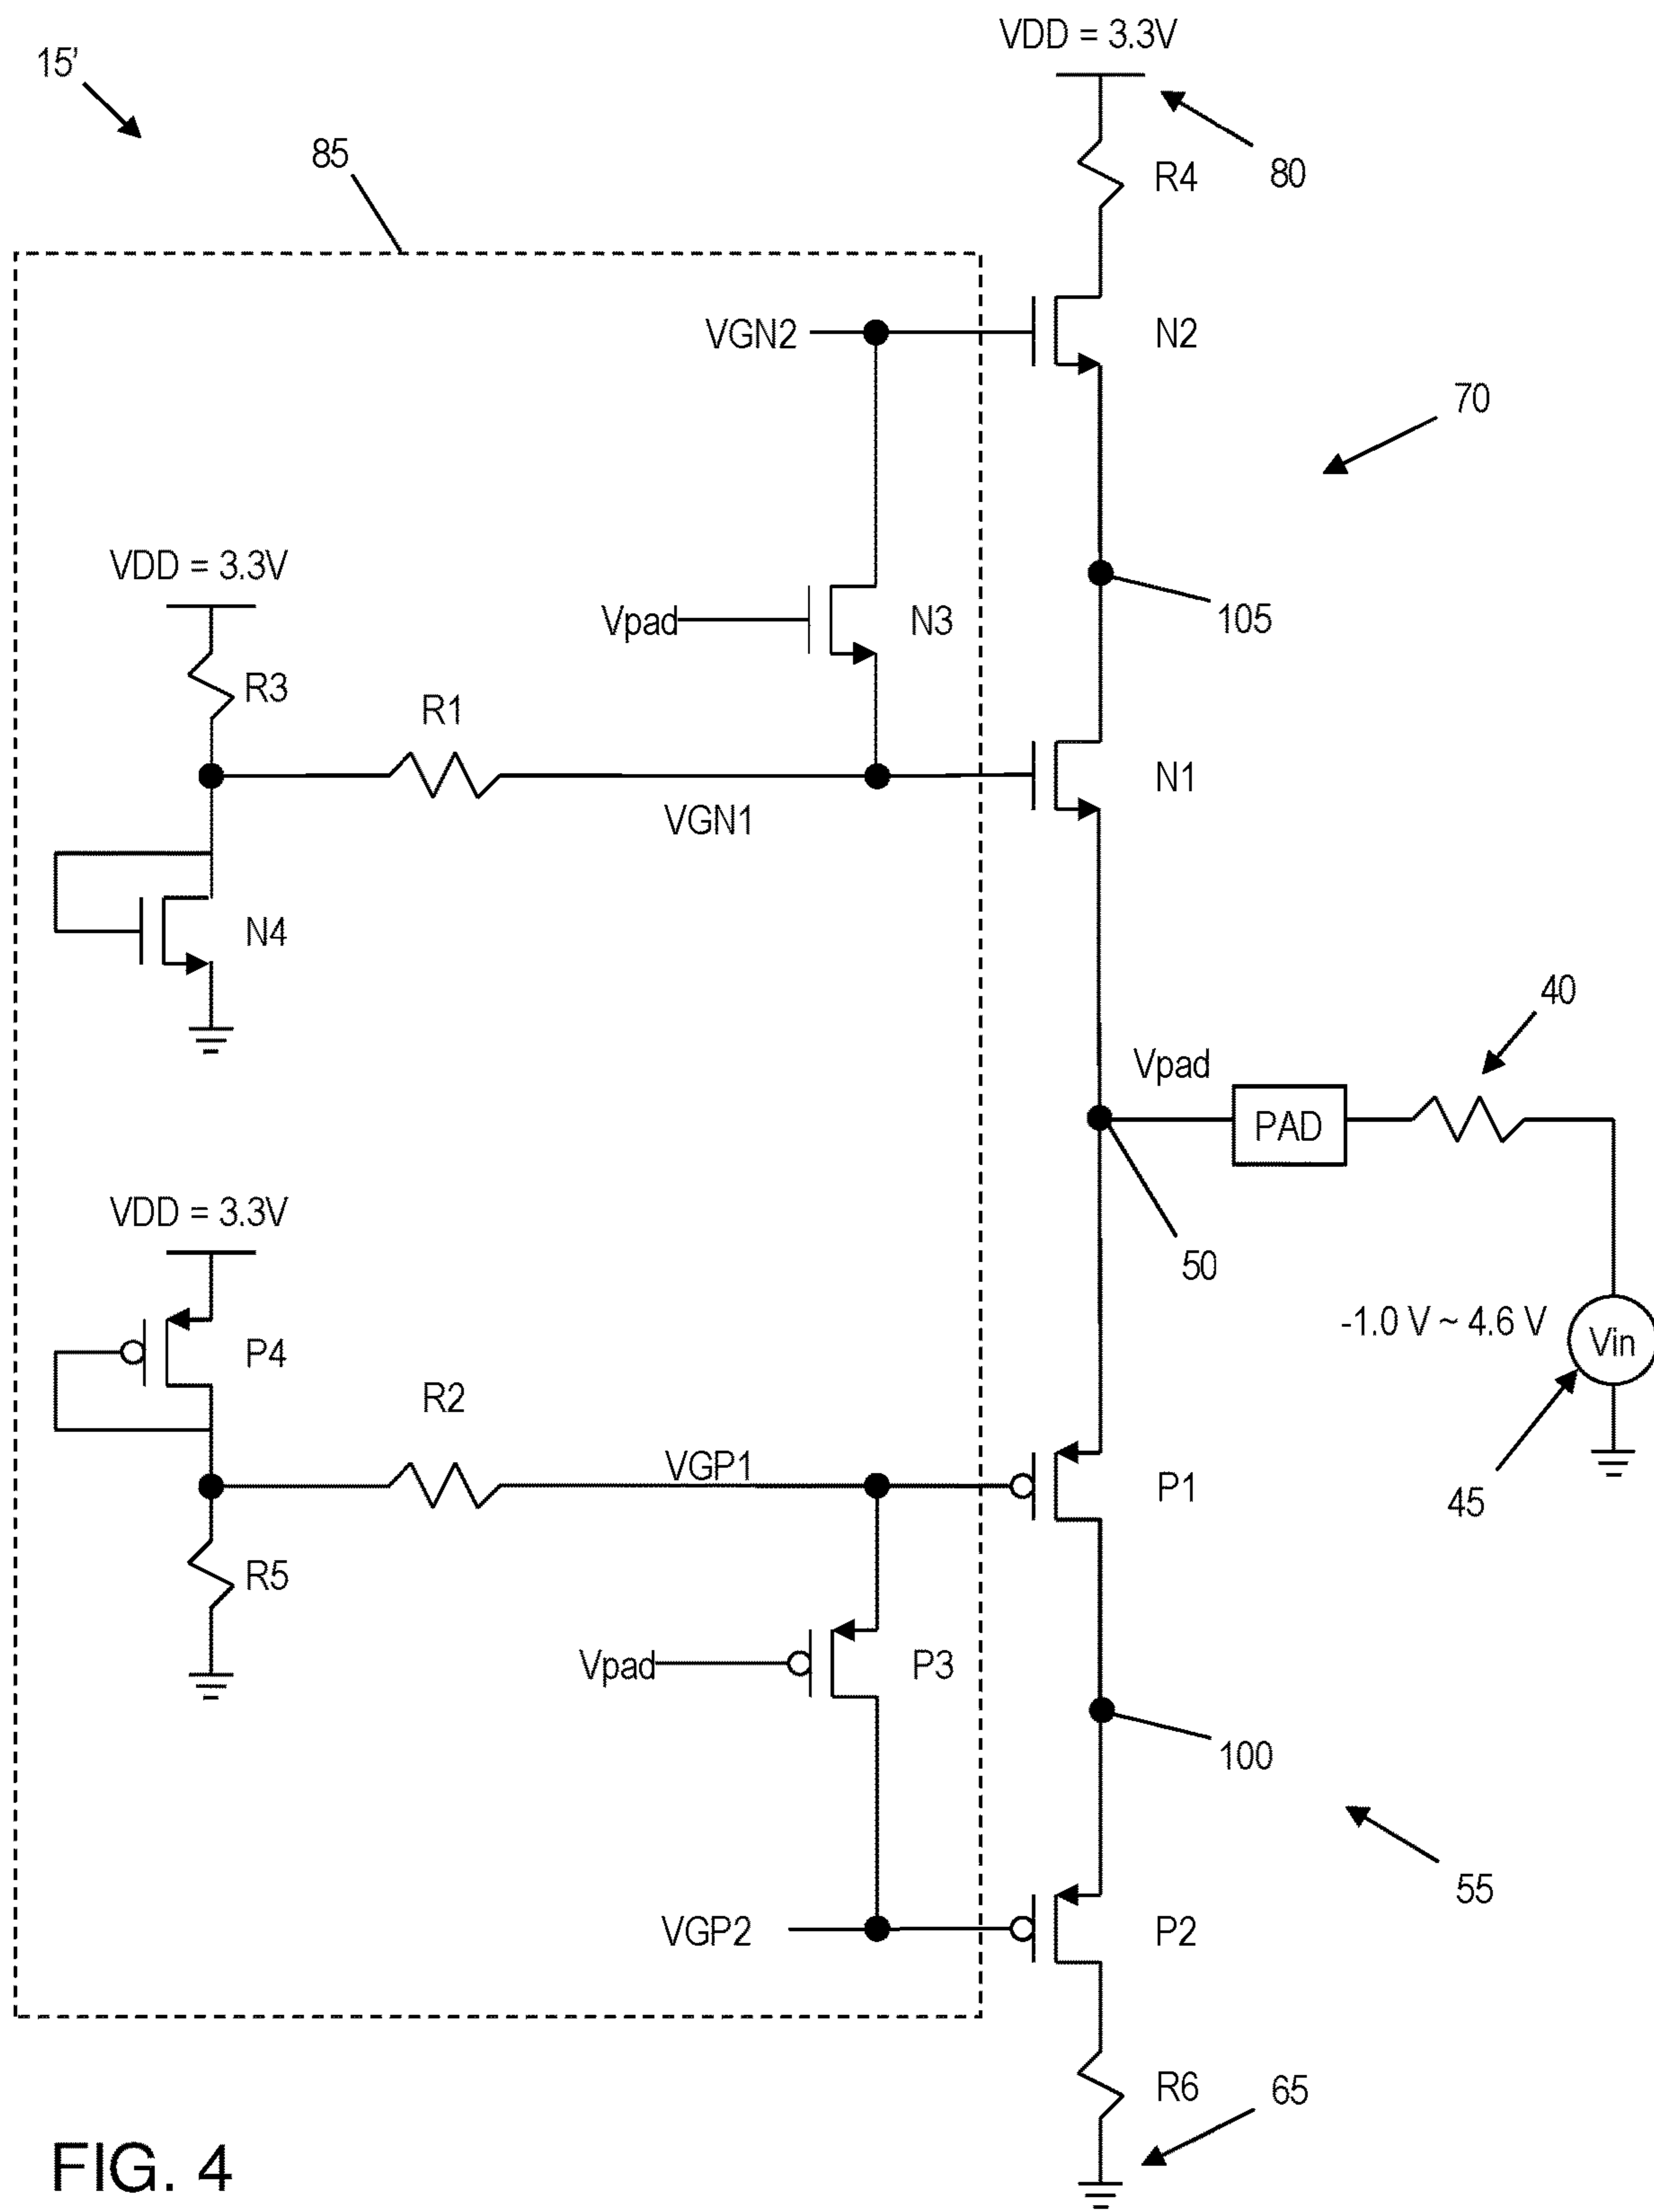 VDD = 3.3V
15'
85
R4
80
VGN2
N2
70
VDD = 3.3V
Vpad
N3
105
R3
R1
N1
VGN1
N4
40
Vpad
PAD
VDD = 3.3V
50
-1.0 V ~ 4.6 V
Vin
P4
R2
VGP1
P1
45
R5
Vpad
P3
100
55
VGP2
P2
R6
65
FIG. 4